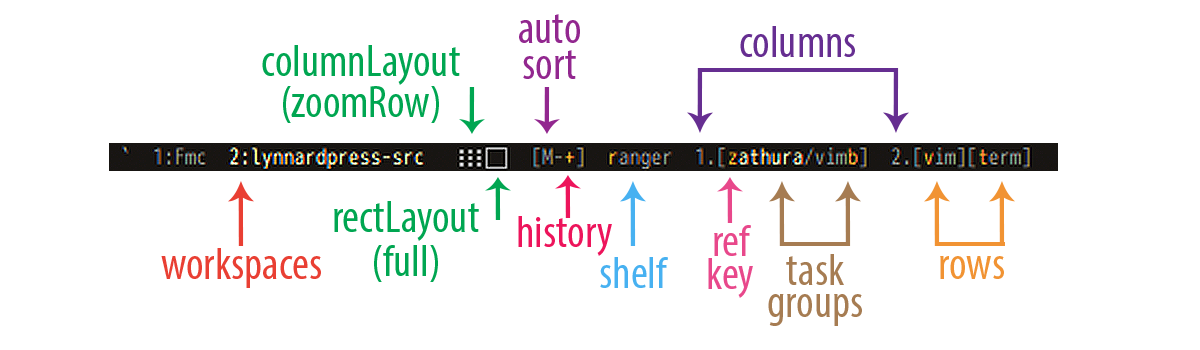 auto
sort
columns
columnLayout
(zoomRow)
` 1:Fmc 2:lynnardpress-src [M-+] ranger 1.[zathura/vimb] 2.[vim][term]
rectLayout
(full)
history
workspaces
shelf
ref
key
task
groups
rows